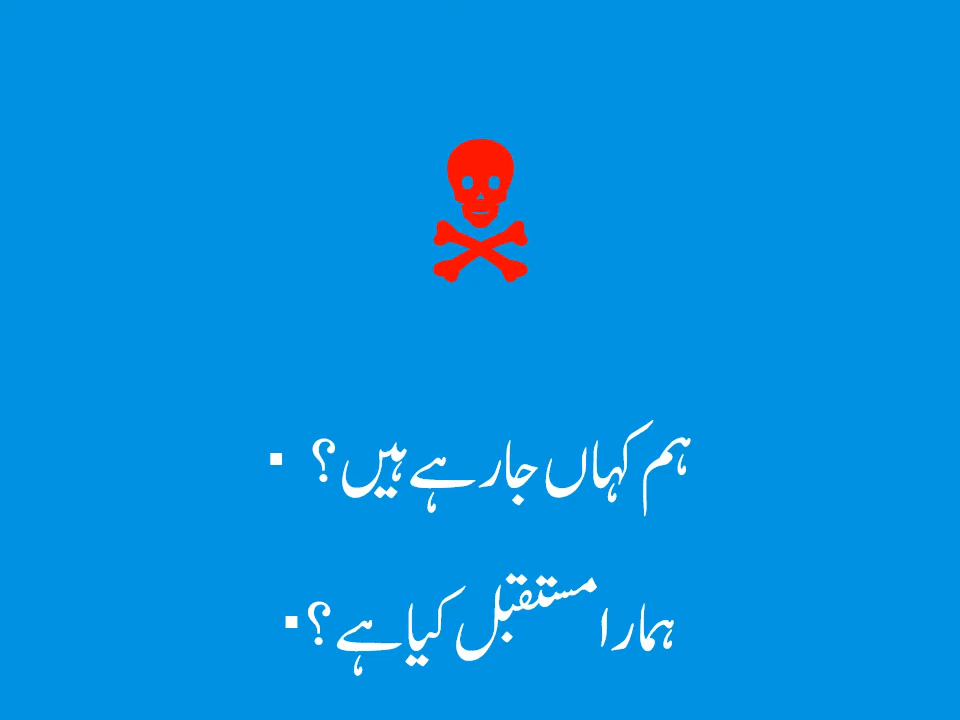 ہم کہاں جارہے ہیں؟ ▪
ہمارا مستقبل کیا ہے؟ ▪